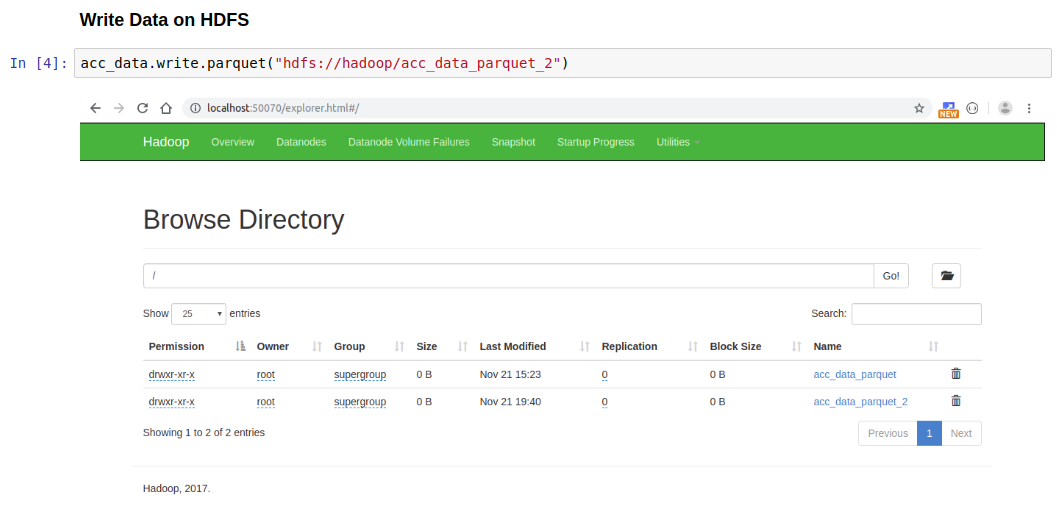 Write Data on HDFS
In [4]: acc_data.write.parquet("hdfs://hadoop/acc_data_parquet_2")
localhost:50070/explorer.html#/
NEW
Hadoop Overview Datanodes Datanode Volume Failures Snapshot Startup Progress Utilities
Browse Directory
/ Go!
Show 25 entries Search:
Permission Owner Group Size Last Modified Replication Block Size Name
drwxr-xr-x root supergroup 0 B Nov 21 15:23 0 0 B acc_data_parquet
drwxr-xr-x root supergroup 0 B Nov 21 19:40 0 0 B acc_data_parquet_2
Showing 1 to 2 of 2 entries Previous 1 Next
Hadoop, 2017.